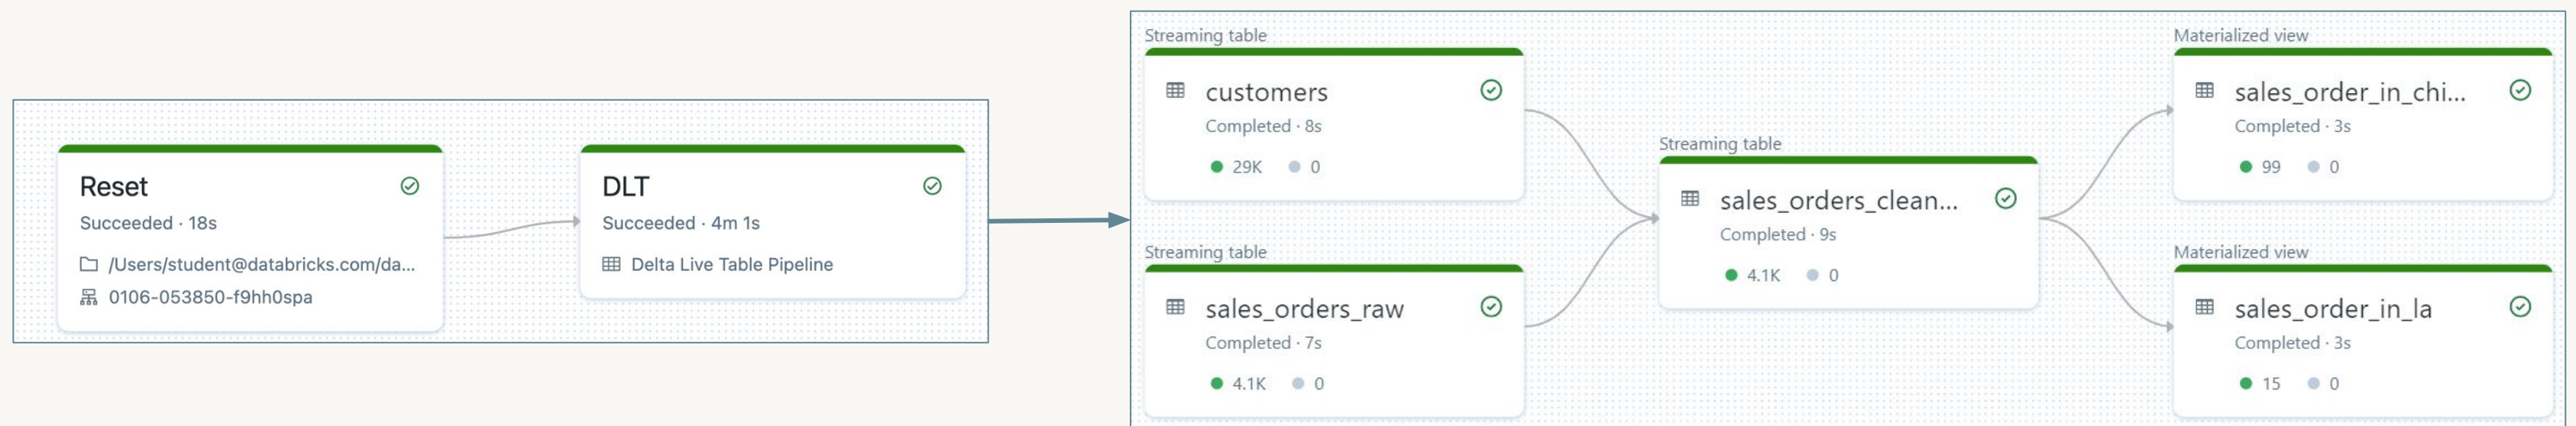 Reset
Succeeded · 18s
/Users/student@databricks.com/da...
0106-053850-f9hh0spa
DLT
Succeeded · 4m 1s
Delta Live Table Pipeline
Streaming table
customers
Completed · 8s
29K 0
Streaming table
sales_orders_raw
Completed · 7s
4.1K 0
Streaming table
sales_orders_clean...
Completed · 9s
4.1K 0
Materialized view
sales_order_in_chi...
Completed · 3s
99 0
Materialized view
sales_order_in_la
Completed · 3s
15 0